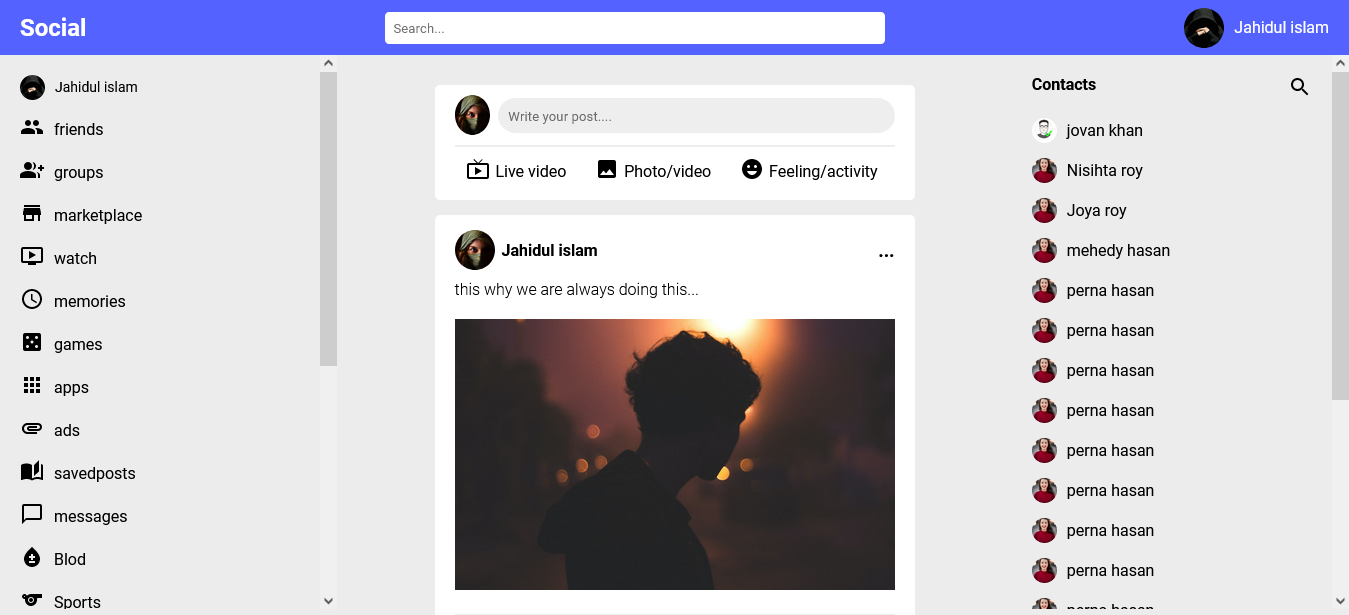 Social
Search...
Jahidul islam
Jahidul islam
friends
groups
marketplace
watch
memories
games
apps
ads
savedposts
messages
Blod
Sports
Write your post....
Live video
Photo/video
Feeling/activity
Jahidul islam
...
this why we are always doing this...
Contacts
jovan khan
Nisihta roy
Joya roy
mehedy hasan
perna hasan
perna hasan
perna hasan
perna hasan
perna hasan
perna hasan
perna hasan
perna hasan
perna hasan